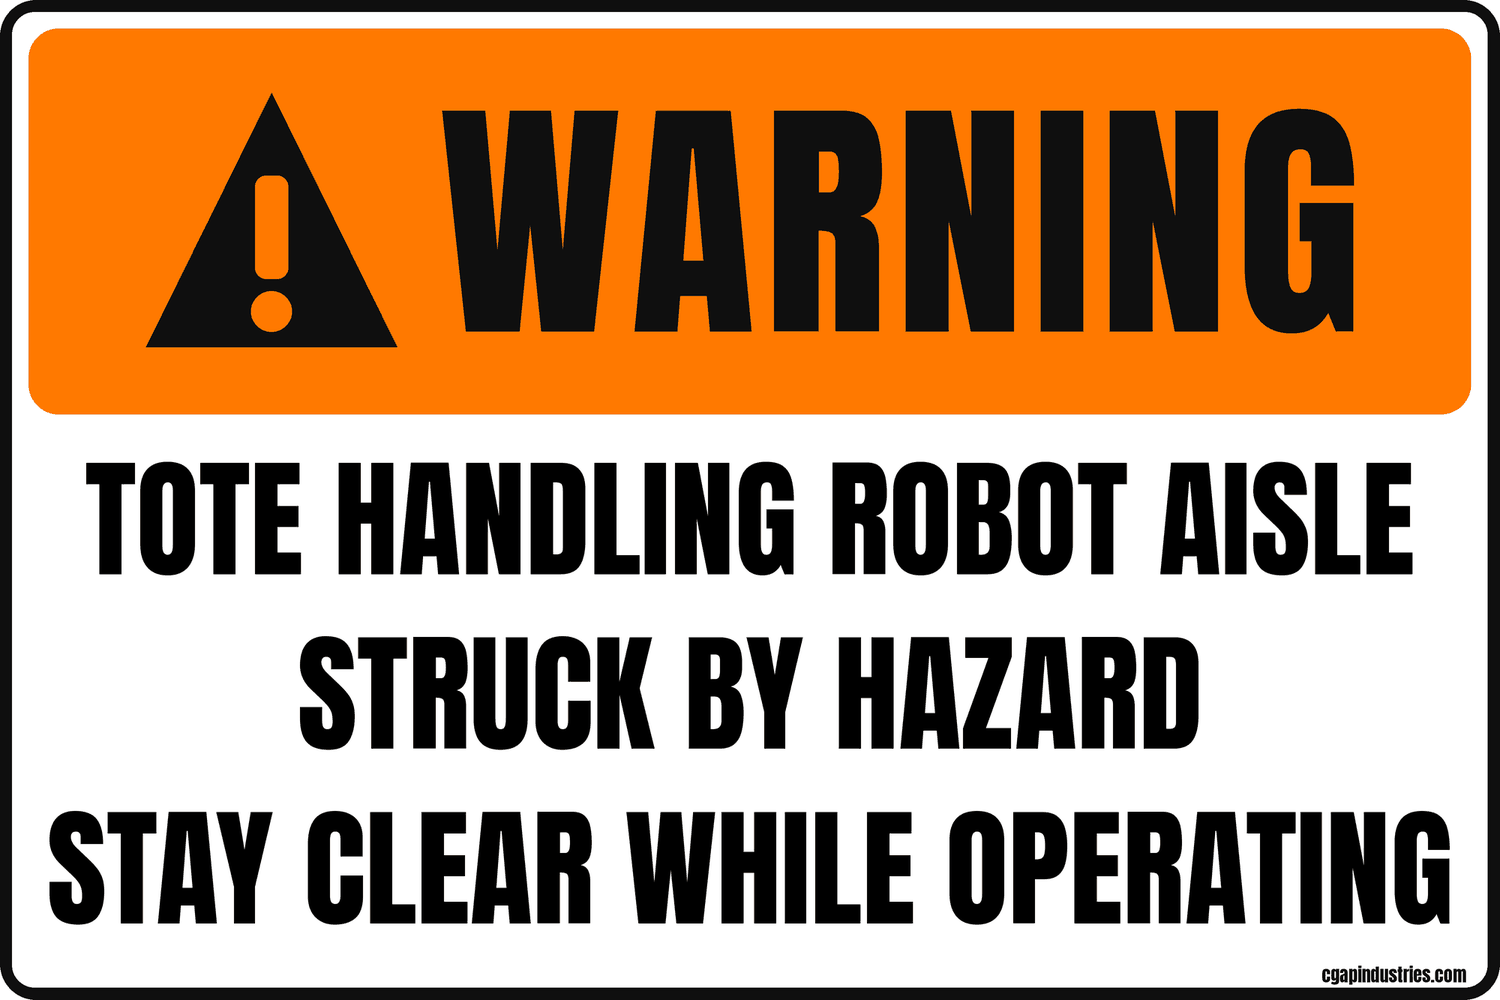 WARNING
TOTE HANDLING ROBOT AISLE
STRUCK BY HAZARD
STAY CLEAR WHILE OPERATING
cgapindustries.com